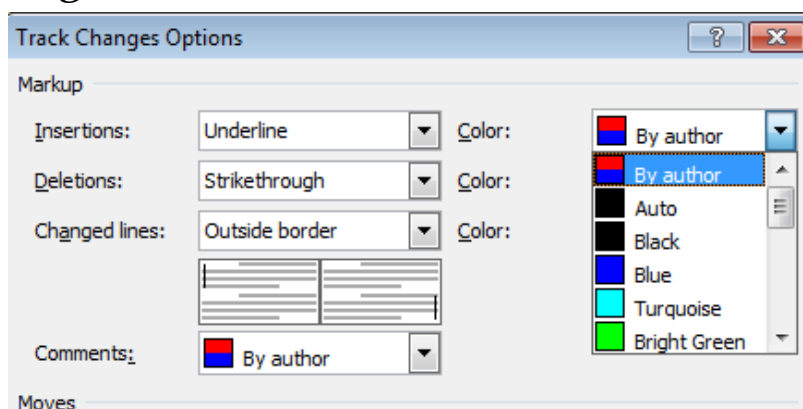 Track Changes Options
Markup
Insertions: Underline Color: By author
By author
Deletions: Strikethrough Color:
Auto
Changed lines: Outside border Color:
Black
Blue
Turquoise
Comments: By author
Bright Green
Moves